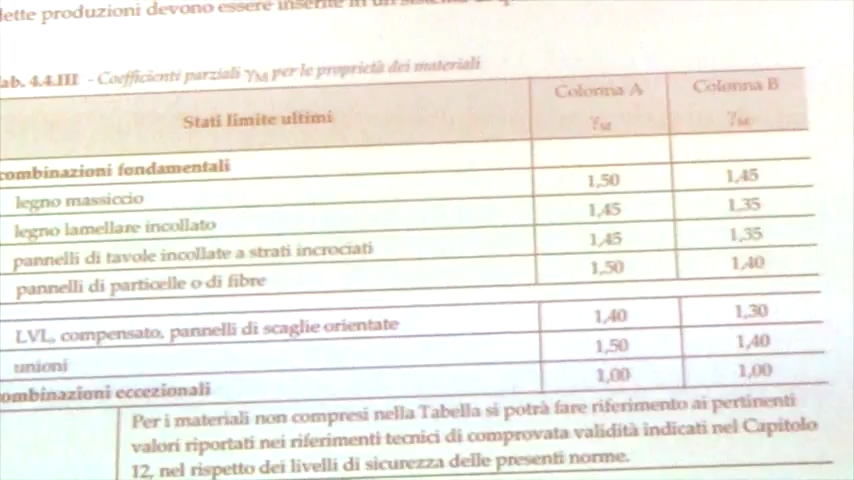 dette produzioni devono essere inserite in un
Tab. 4.4.III - Coefficienti parziali γM per le proprietà dei materiali
Stati limite ultimi Colonna A Colonna B
γM γM
combinazioni fondamentali
legno massiccio 1,50 1,45
legno lamellare incollato 1,45 1,35
pannelli di tavole incollate a strati incrociati 1,45 1,35
pannelli di particelle o di fibre 1,50 1,40
LVL, compensato, pannelli di scaglie orientate 1,40 1,30
unioni 1,50 1,40
combinazioni eccezionali 1,00 1,00
Per i materiali non compresi nella Tabella si potrà fare riferimento ai pertinenti
valori riportati nei riferimenti tecnici di comprovata validità indicati nel Capitolo
12, nel rispetto dei livelli di sicurezza delle presenti norme.